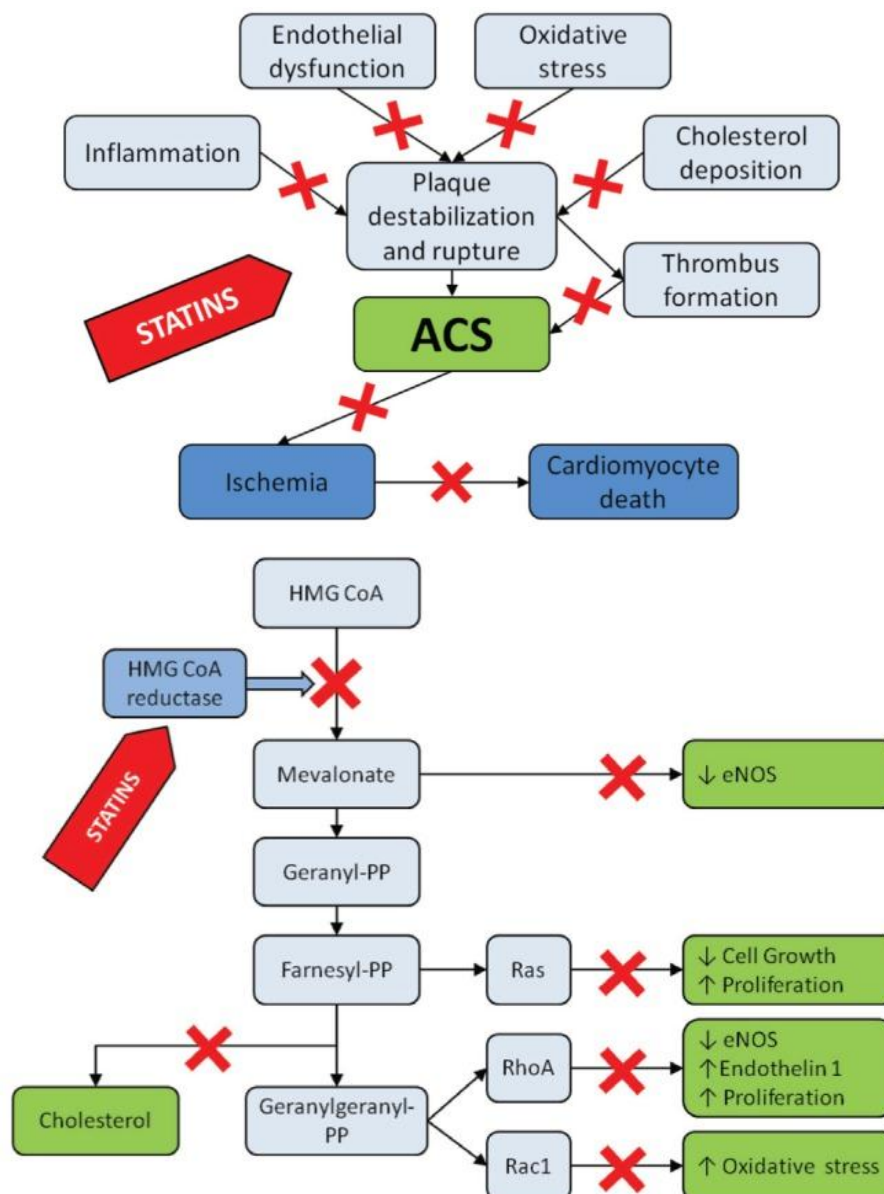 Endothelial
dysfunction
Oxidative
stress
Inflammation
Cholesterol
deposition
Plaque
destabilization
and rupture
Thrombus
formation
STATINS
ACS
Ischemia
Cardiomyocyte
death
HMG CoA
HMG CoA
reductase
STATINS
Mevalonate
↓ eNOS
Geranyl-PP
Farnesyl-PP
Ras
↓ Cell Growth
↑ Proliferation
Cholesterol
Geranylgeranyl-
PP
RhoA
↓ eNOS
↑ Endothelin 1
↑ Proliferation
Rac1
↑ Oxidative stress